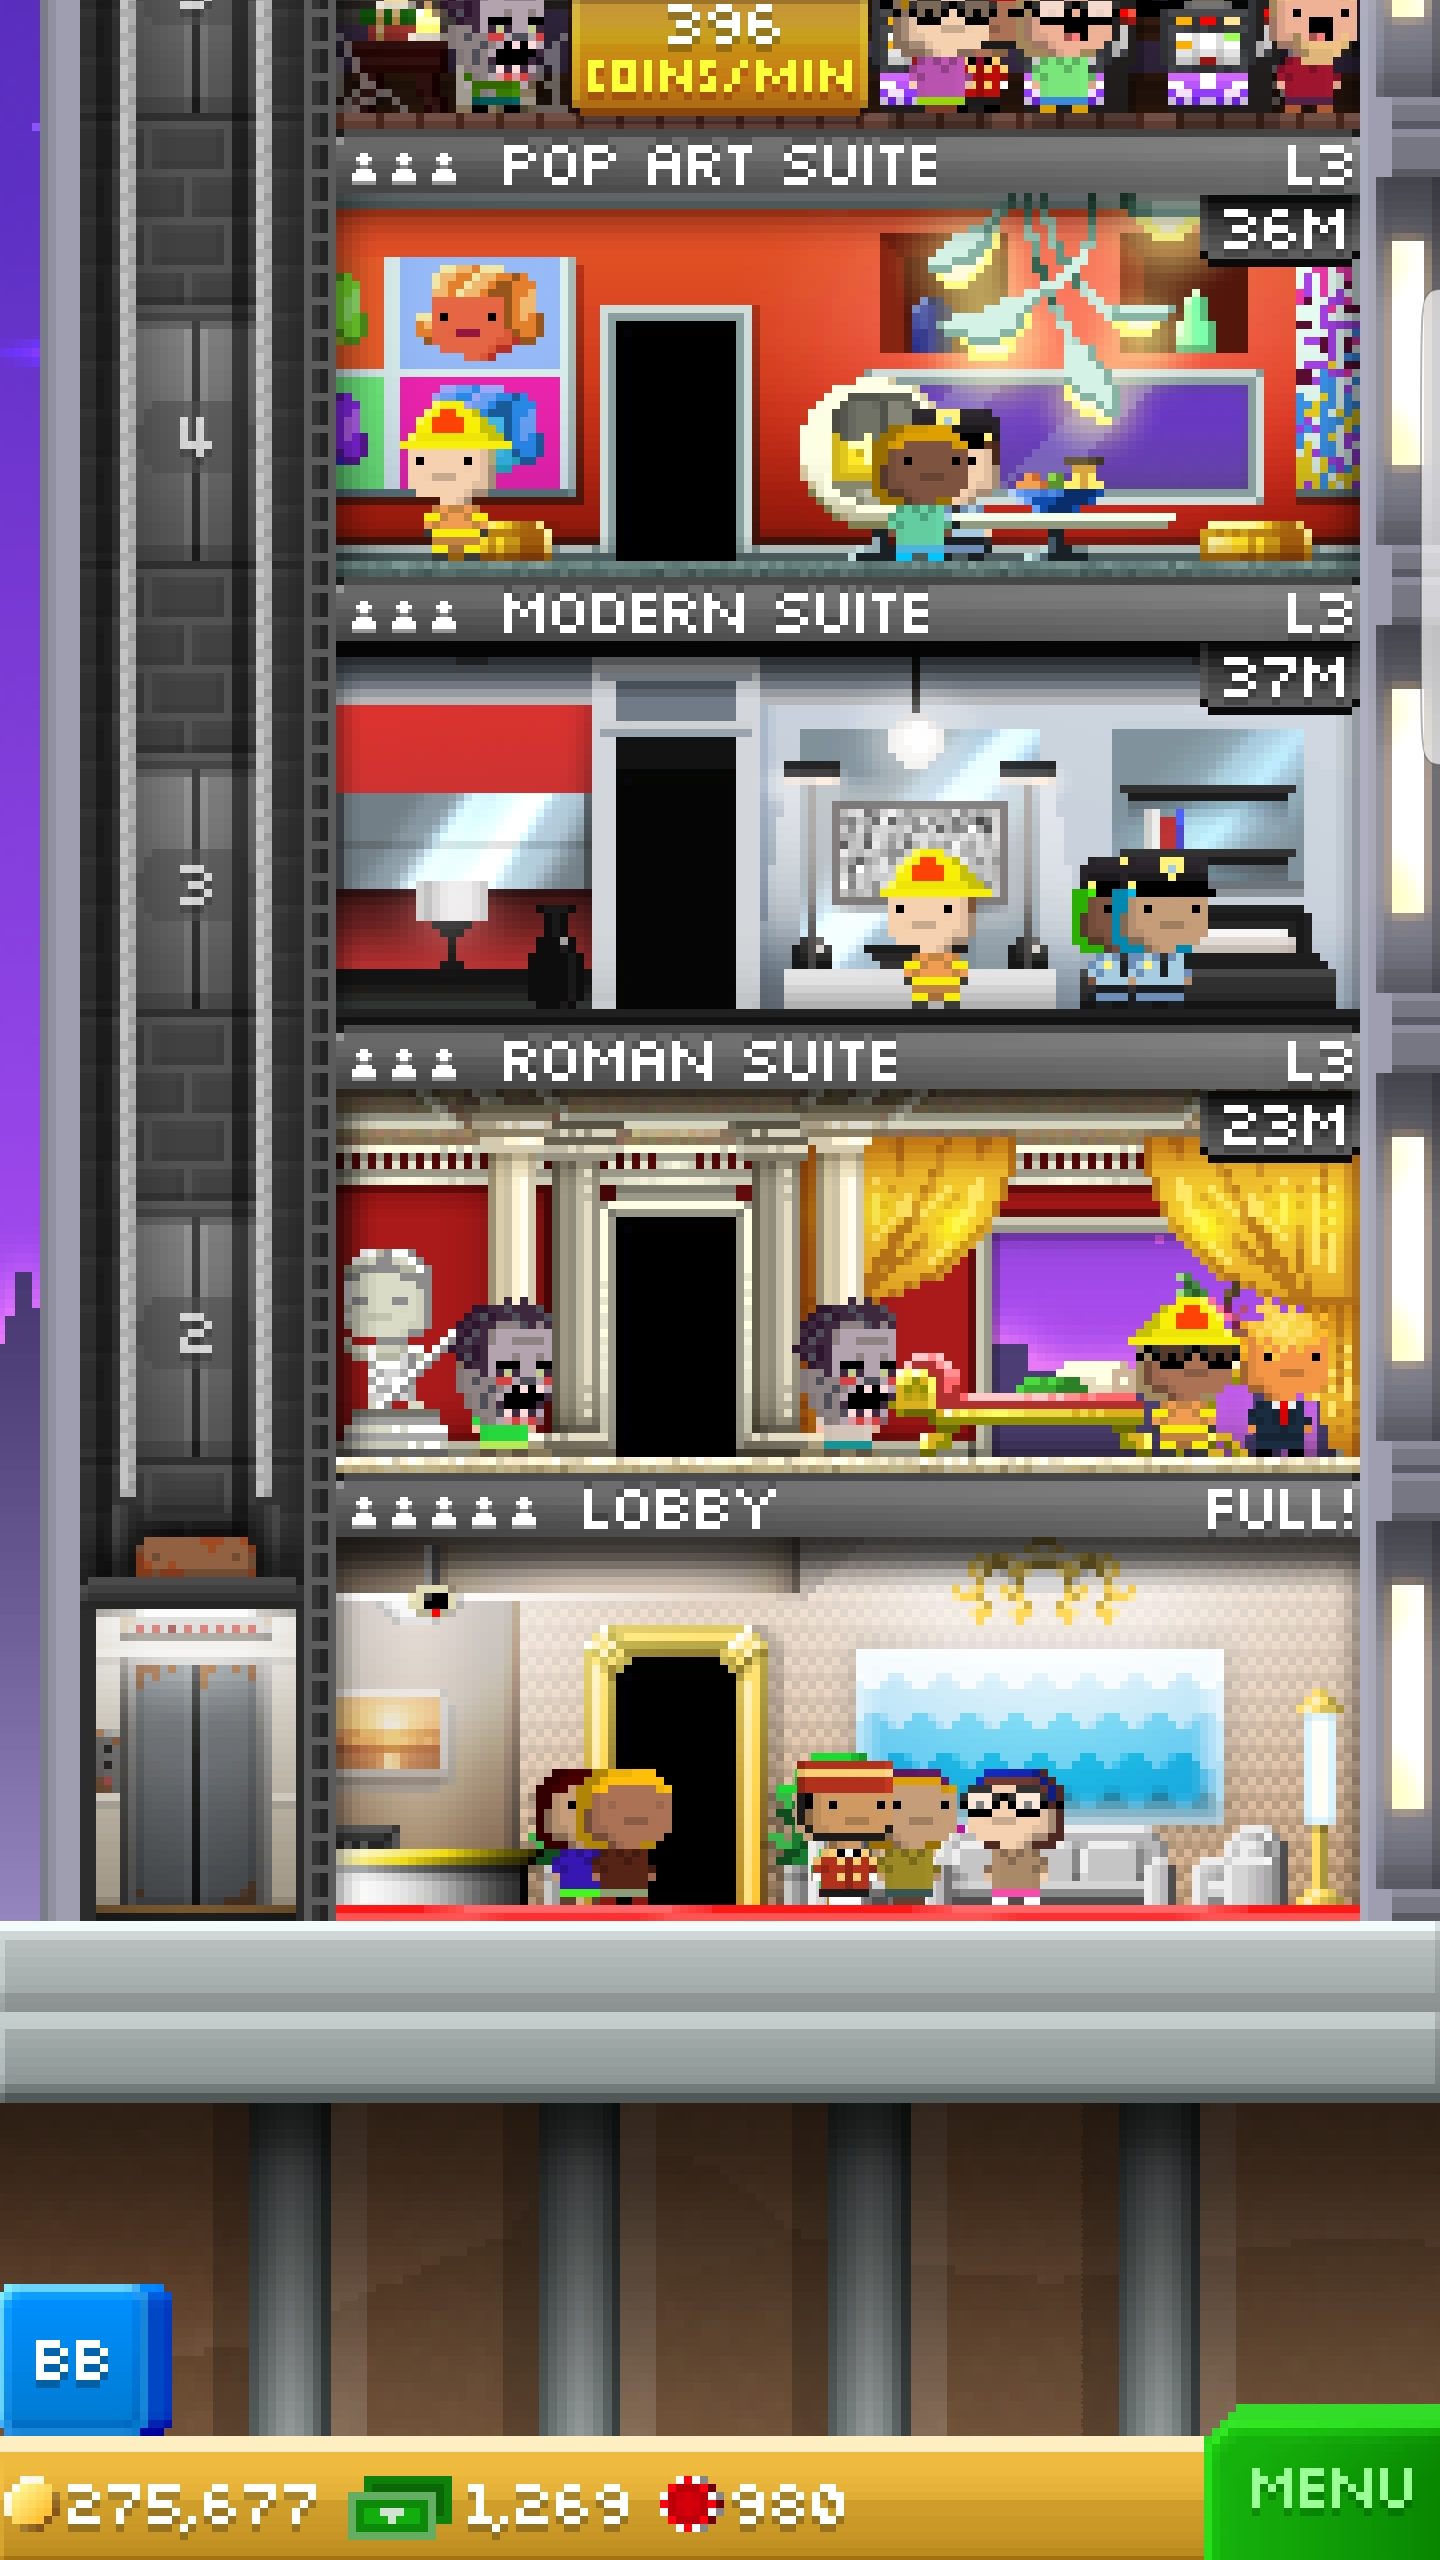 396
COINS/MIN
POP ART SUITE L3
36M
4
MODERN SUITE L3
37M
3
ROMAN SUITE L3
23M
2
LOBBY FULL!
BB
275,677 1,269 980
MENU